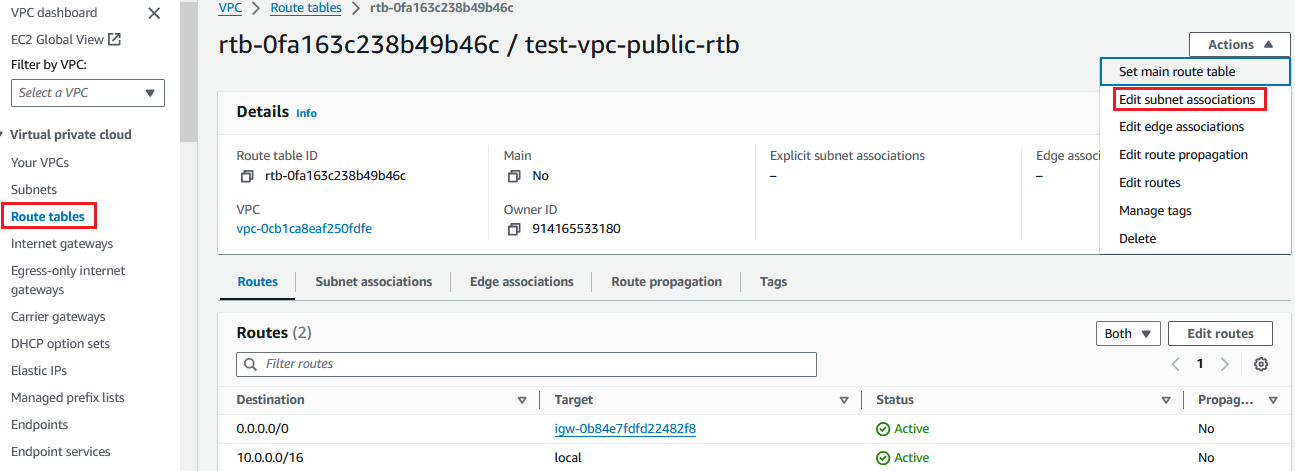 VPC dashboard
EC2 Global View
Filter by VPC:
Select a VPC
Virtual private cloud
Your VPCs
Subnets
Route tables
Internet gateways
Egress-only internet
gateways
Carrier gateways
DHCP option sets
Elastic IPs
Managed prefix lists
Endpoints
Endpoint services
VPC > Route tables > rtb-0fa163c238b49b46c
rtb-0fa163c238b49b46c / test-vpc-public-rtb
Actions
Set main route table
Edit subnet associations
Edit edge associations
Edit route propagation
Edit routes
Manage tags
Delete
Details Info
Route table ID
rtb-0fa163c238b49b46c
Main
No
Explicit subnet associations
–
Edge associ
–
VPC
vpc-0cb1ca8eaf250fdfe
Owner ID
914165533180
Routes Subnet associations Edge associations Route propagation Tags
Routes (2)
Both
Edit routes
Filter routes
1
Destination Target Status Propag...
0.0.0.0/0 igw-0b84e7fdfd22482f8 Active No
10.0.0.0/16 local Active No